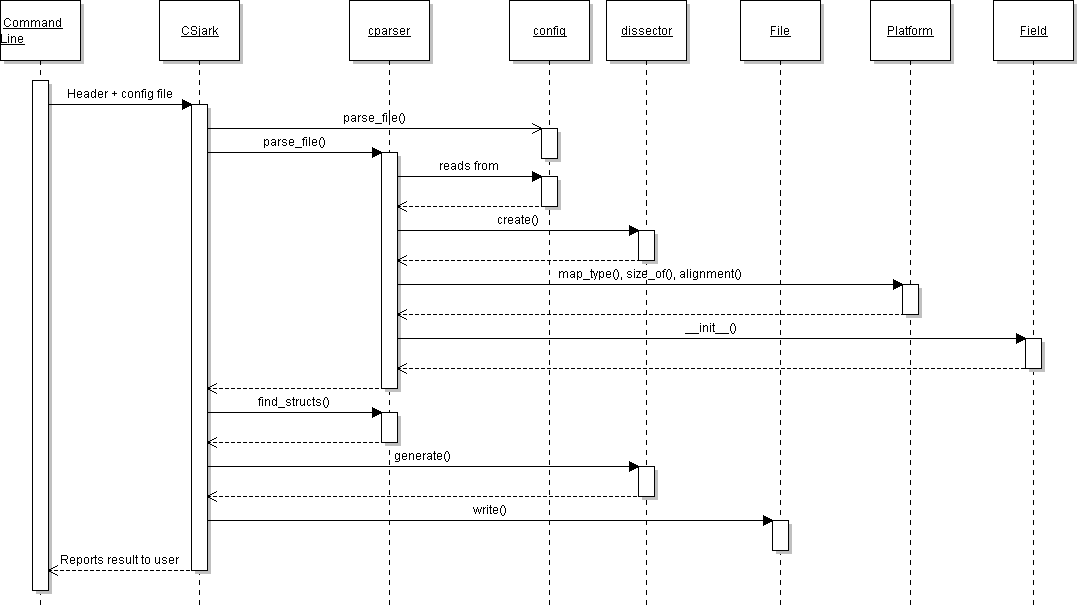 Command
Line
CSjark
cparser
config
dissector
File
Platform
Field
Header + config file
parse_file()
parse_file()
reads from
create()
map_type(), size_of(), alignment()
__init__()
find_structs()
generate()
write()
Reports result to user